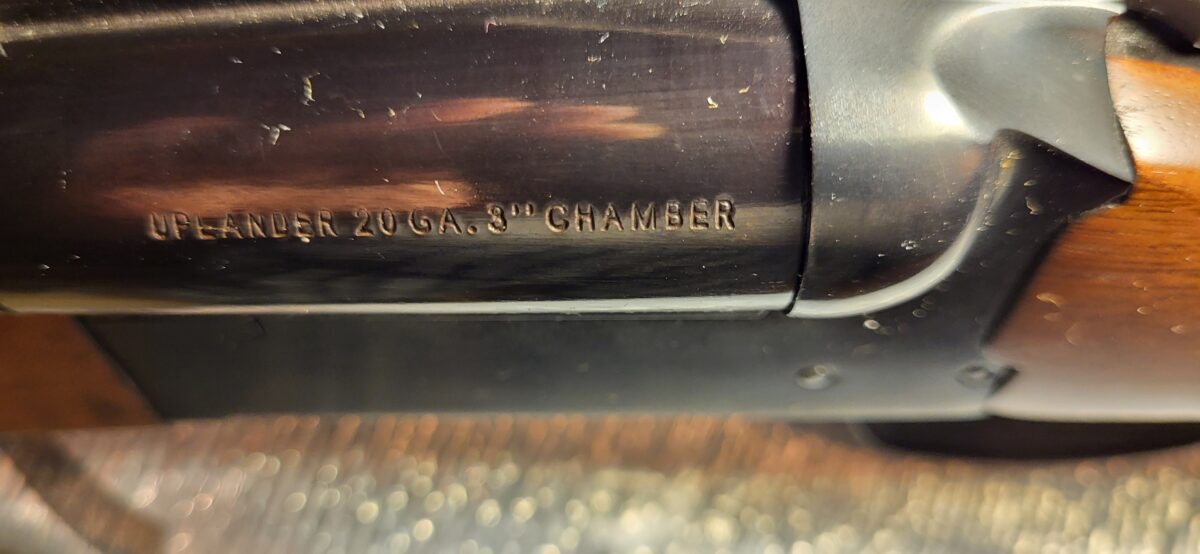 UPLANDER 20 GA. 3" CHAMBER